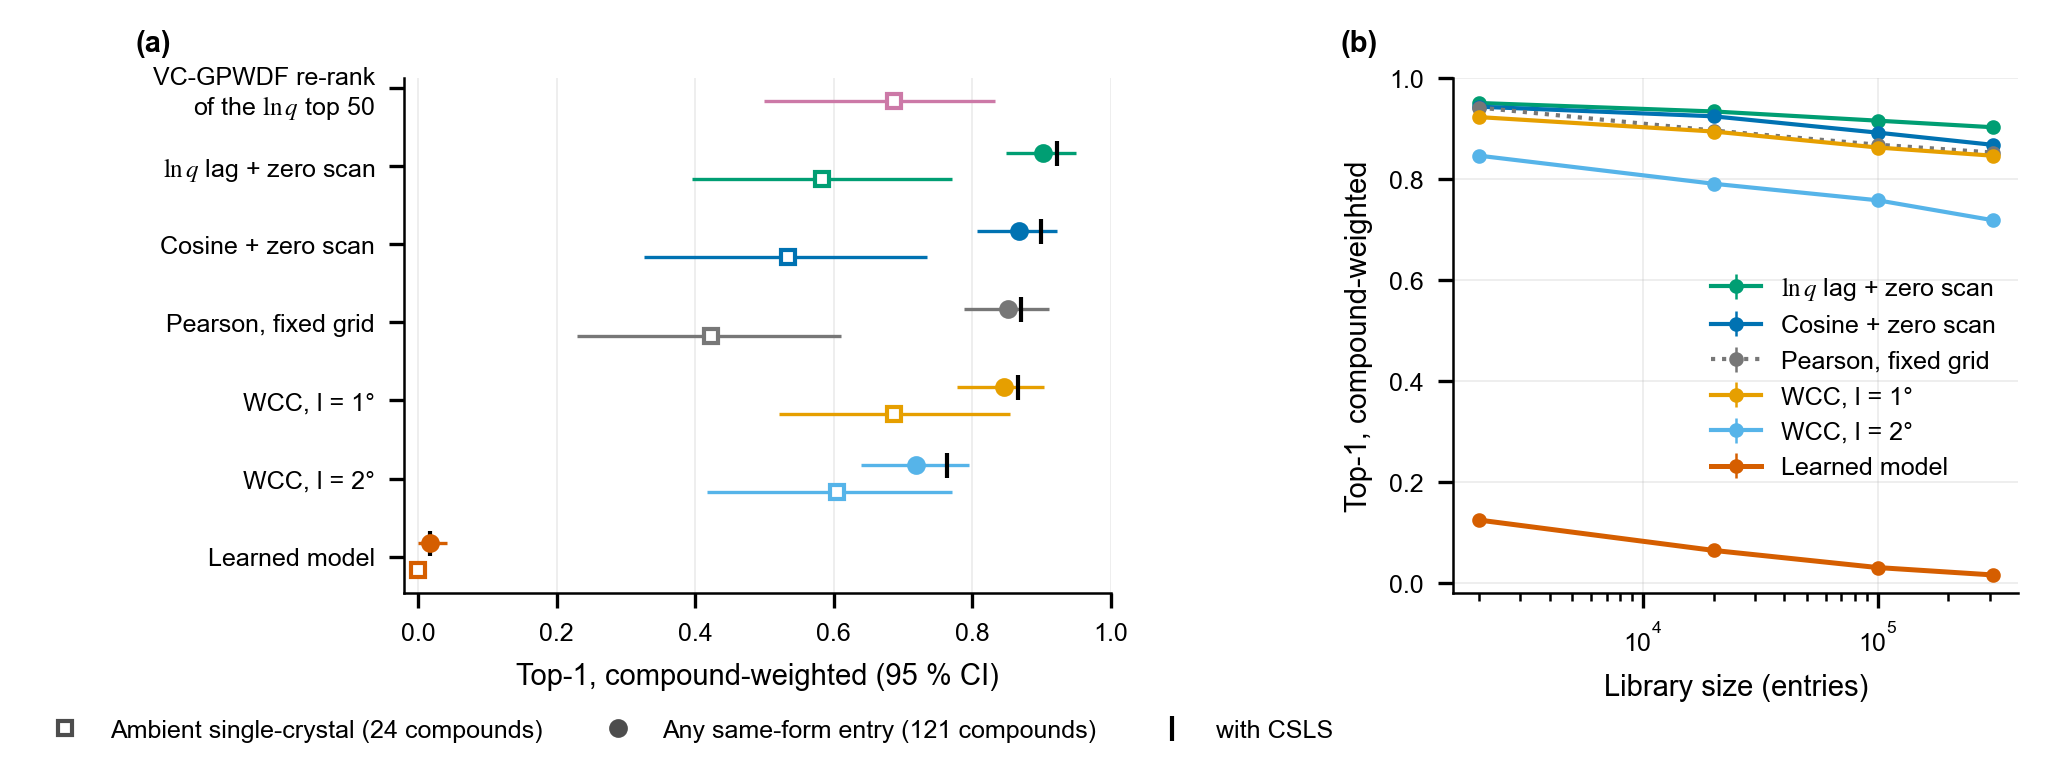 (a)
VC-GPWDF re-rank
of the ln q top 50
ln q lag + zero scan
Cosine + zero scan
Pearson, fixed grid
WCC, l = 1°
WCC, l = 2°
Learned model
0.0 0.2 0.4 0.6 0.8 1.0
Top-1, compound-weighted (95 % CI)
Ambient single-crystal (24 compounds)
Any same-form entry (121 compounds)
with CSLS
(b)
Top-1, compound-weighted
1.0
0.8
0.6
0.4
0.2
0.0
ln q lag + zero scan
Cosine + zero scan
Pearson, fixed grid
WCC, l = 1°
WCC, l = 2°
Learned model
10⁴ 10⁵
Library size (entries)